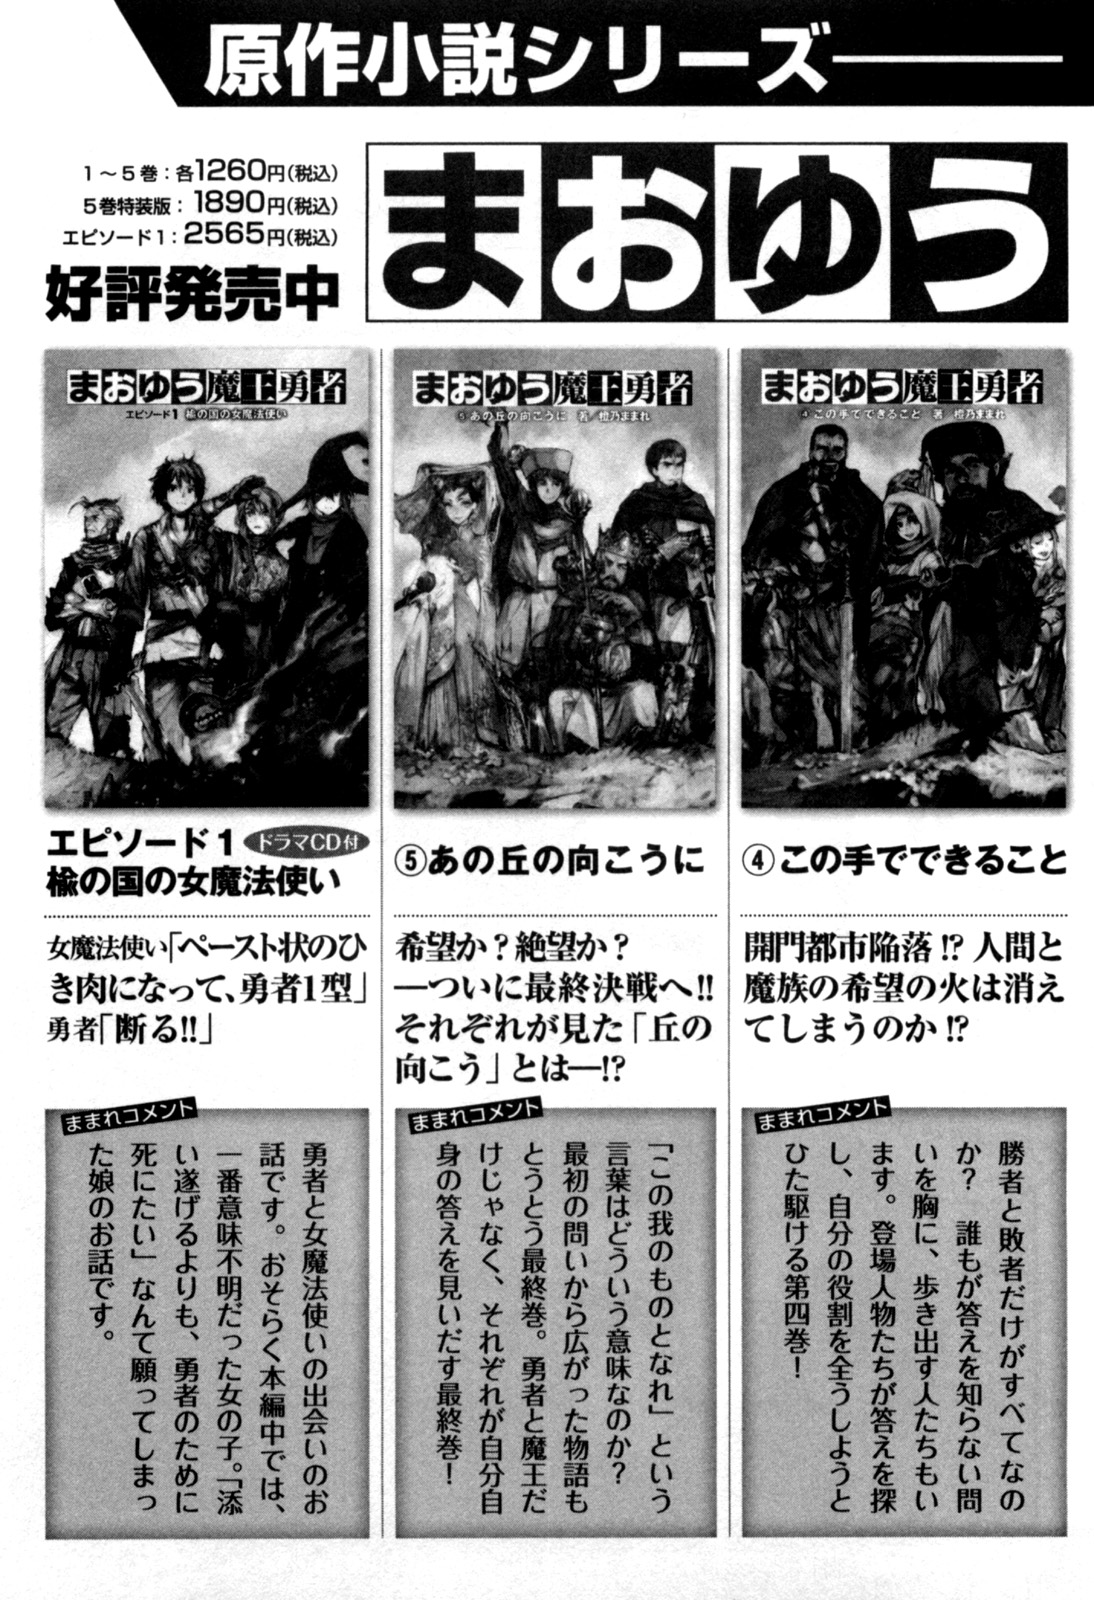 原作小説シリーズ
まおゆう
1〜5巻:各1260円(税込)
5巻特装版:1890円(税込)
エピソード1:2565円(税込)
好評発売中
まおゆう魔王勇者
④この手でできること 著/橙乃ままれ
④この手でできること
開門都市陥落!? 人間と
魔族の希望の火は消え
てしまうのか!?
ままれコメント
勝者と敗者だけがすべてなの
か? 誰もが答えを知らない問
いを胸に、歩き出す人たちもい
ます。登場人物たちが答えを探
し、自分の役割を全うしようと
ひた駆ける第四巻!
まおゆう魔王勇者
⑤あの丘の向こうに 著/橙乃ままれ
⑤あの丘の向こうに
希望か?絶望か?
―ついに最終決戦へ!!
それぞれが見た「丘の
向こう」とは―!?
ままれコメント
「この我のものとなれ」という
言葉はどういう意味なのか?
最初の問いから広がった物語も
とうとう最終巻。勇者と魔王だ
けじゃなく、それぞれが自分自
身の答えを見いだす最終巻!
まおゆう魔王勇者
エピソード1 楡の国の女魔法使い
エピソード1 ドラマCD付
楡の国の女魔法使い
女魔法使い「ペースト状のひ
き肉になって、勇者1型」
勇者「断る!!」
ままれコメント
勇者と女魔法使いの出会いのお
話です。おそらく本編中では、
一番意味不明だった女の子。「添
い遂げるよりも、勇者のために
死にたい」なんて願ってしまっ
た娘のお話です。